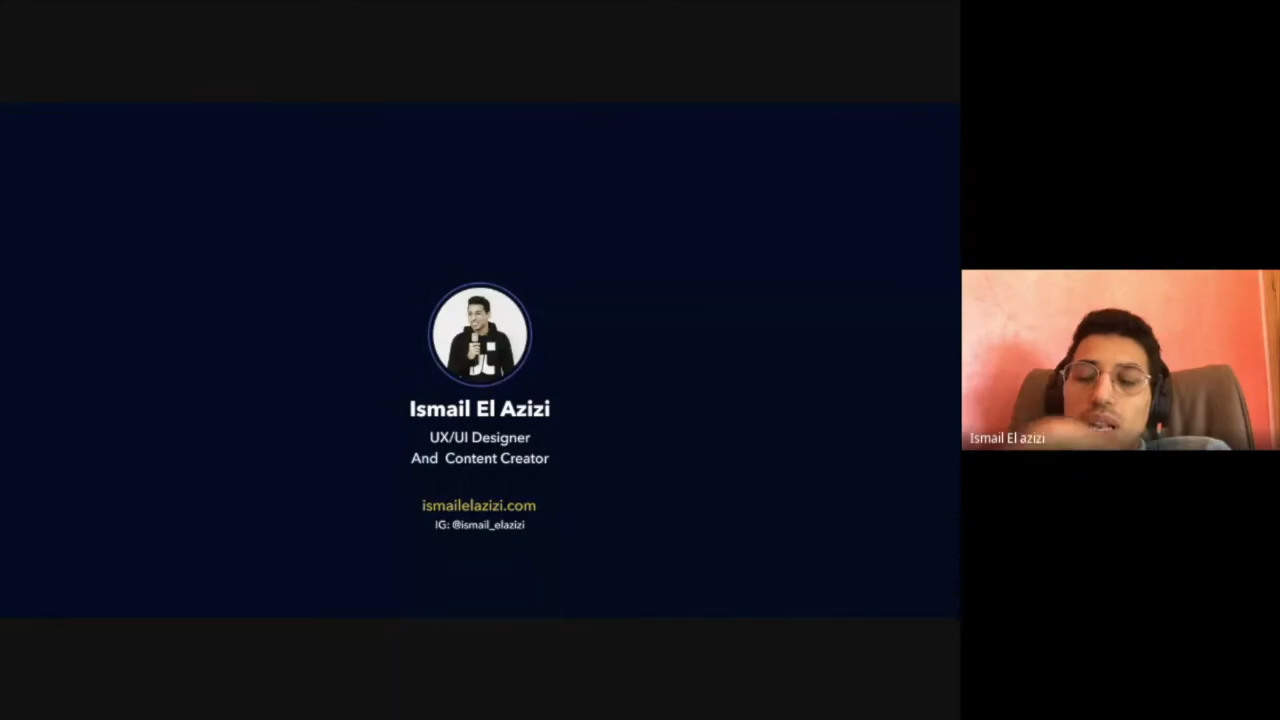 Ismail El Azizi
UX/UI Designer
And Content Creator
ismailelazizi.com
IG: @ismail_elazizi
Ismail El azizi